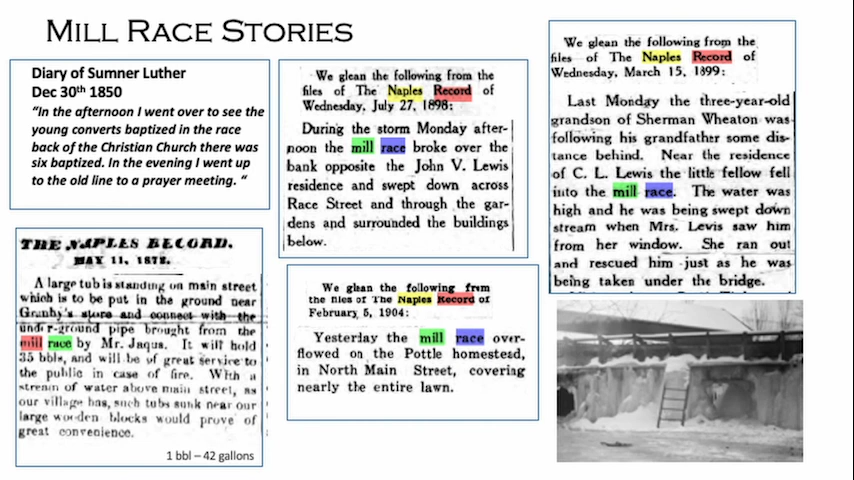 MILL RACE STORIES
Diary of Sumner Luther
Dec 30th 1850
“In the afternoon I went over to see the
young converts baptized in the race
back of the Christian Church there was
six baptized. In the evening I went up
to the old line to a prayer meeting. “
THE NAPLES RECORD.
MAY 11, 1872.
A large tub is standing on main street
which is to be put in the ground near
Granby's store and connect with the
under-ground pipe brought from the
mill race by Mr. Jaqua. It will hold
35 bbls, and will be of great service to
the public in case of fire. With a
stream of water above main street, as
our village has, such tubs sunk near our
large wooden blocks would prove of
great convenience.
1 bbl – 42 gallons
We glean the following from the
files of The Naples Record of
Wednesday, July 27, 1898:
During the storm Monday after-
noon the mill race broke over the
bank opposite the John V. Lewis
residence and swept down across
Race Street and through the gar-
dens and surrounded the buildings
below.
We glean the following from
the files of The Naples Record of
February 5, 1904:
Yesterday the mill race over-
flowed on the Pottle homestead,
in North Main Street, covering
nearly the entire lawn.
We glean the following from the
files of The Naples Record of
Wednesday, March 15, 1899:
Last Monday the three-year-old
grandson of Sherman Wheaton was
following his grandfather some dis-
tance behind. Near the residence
of C. L. Lewis the little fellow fell
into the mill race. The water was
high and he was being swept down
stream when Mrs. Levis saw him
from her window. She ran out
and rescued him just as he was
being taken under the bridge.